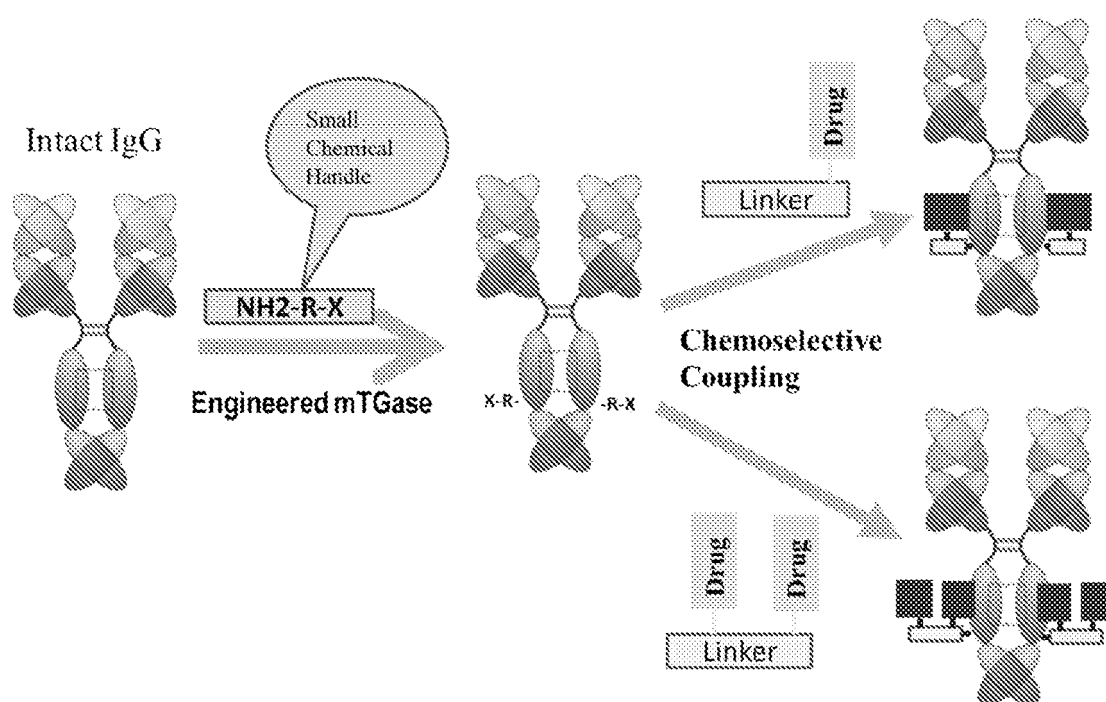 Intact IgG
Small
Chemical
Handle
NH2-R-X
Engineered mTGase
X-R-
-R-X
Drug
Linker
Chemoselective
Coupling
Drug
Drug
Linker